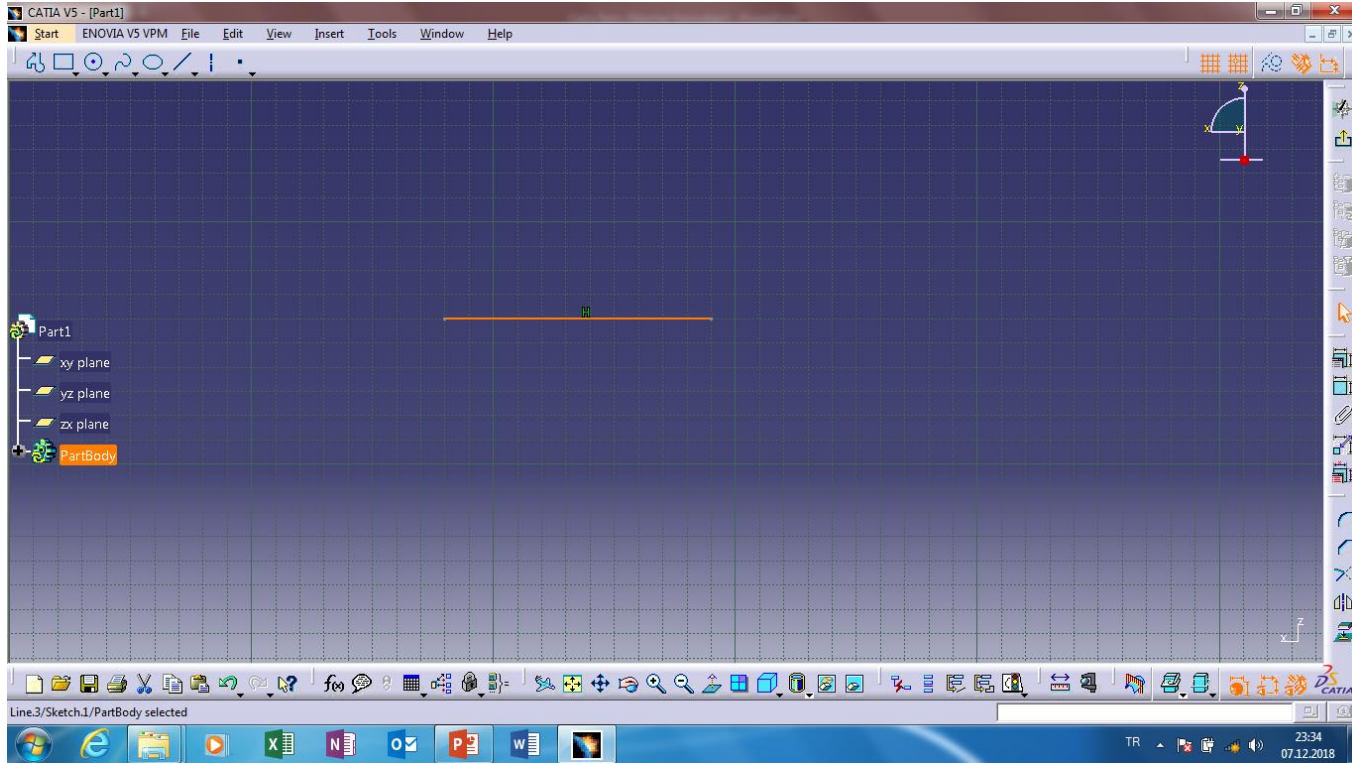 CATIA V5 - [Part1]
Start ENOVIA V5 VPM File Edit View Insert Tools Window Help
z
x y
H
Part1
xy plane
yz plane
zx plane
PartBody
z
x
f(x)
CATIA
Line.3/Sketch.1/PartBody selected
TR 23:34
07.12.2018